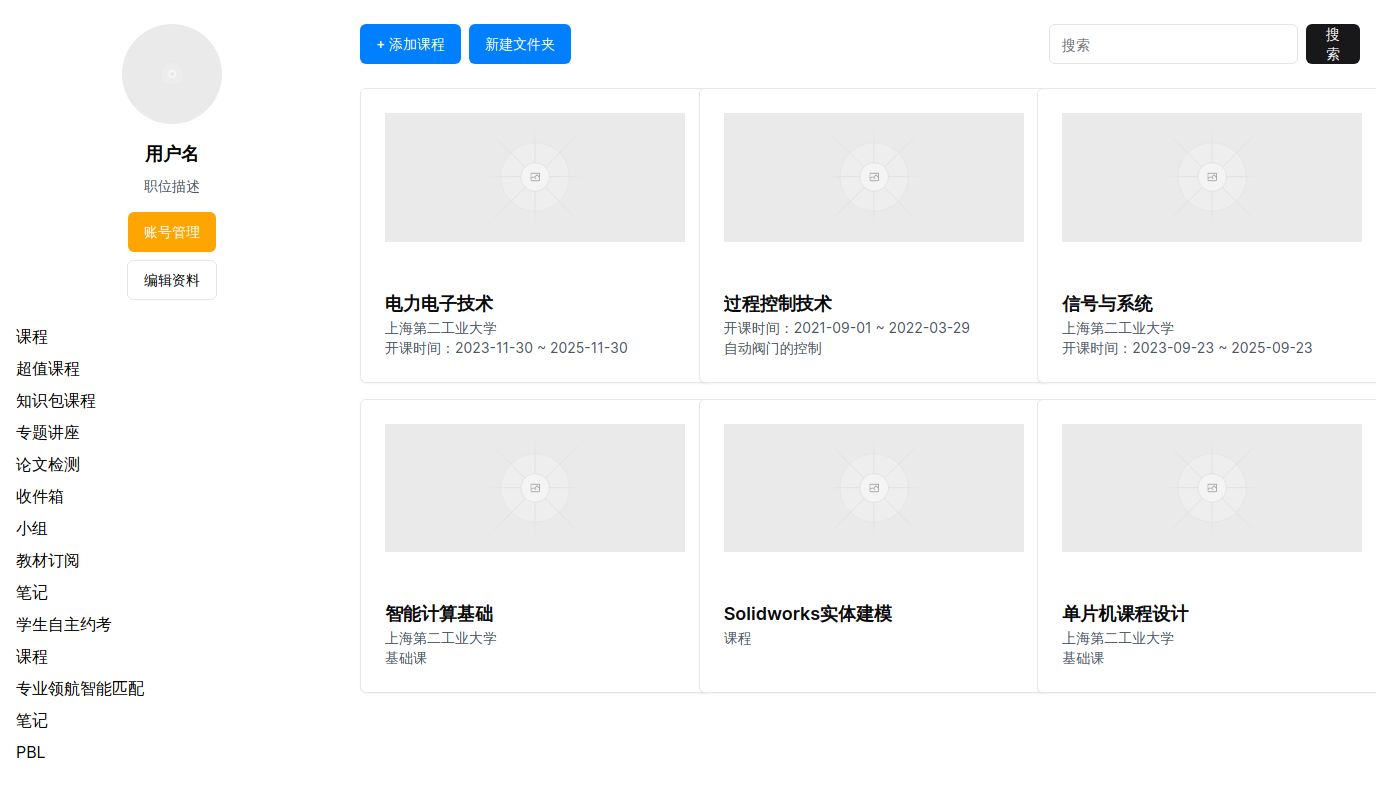 用户名
职位描述
账号管理
编辑资料
课程
超值课程
知识包课程
专题讲座
论文检测
收件箱
小组
教材订阅
笔记
学生自主约考
课程
专业领航智能匹配
笔记
PBL
+ 添加课程
新建文件夹
搜索
搜
索
电力电子技术
上海第二工业大学
开课时间：2023-11-30 ~ 2025-11-30
过程控制技术
开课时间：2021-09-01 ~ 2022-03-29
自动阀门的控制
信号与系统
上海第二工业大学
开课时间：2023-09-23 ~ 2025-09-23
智能计算基础
上海第二工业大学
基础课
Solidworks实体建模
课程
单片机课程设计
上海第二工业大学
基础课